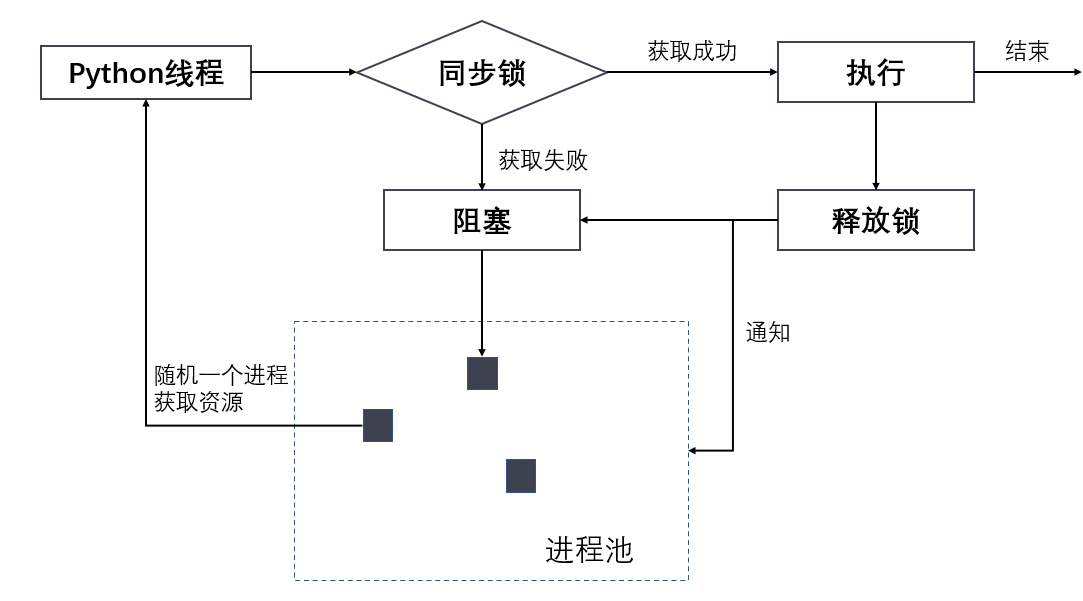 Python线程
同步锁
获取成功
执行
结束
获取失败
阻塞
释放锁
通知
随机一个进程
获取资源
进程池